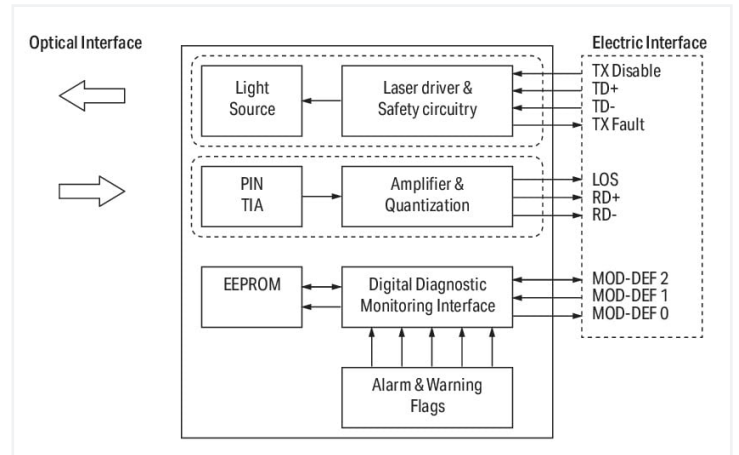 Optical Interface
Electric Interface
Light
Source
Laser driver &
Safety circuitry
TX Disable
TD+
TD-
TX Fault
PIN
TIA
Amplifier &
Quantization
LOS
RD+
RD-
EEPROM
Digital Diagnostic
Monitoring Interface
MOD-DEF 2
MOD-DEF 1
MOD-DEF 0
Alarm & Warning
Flags